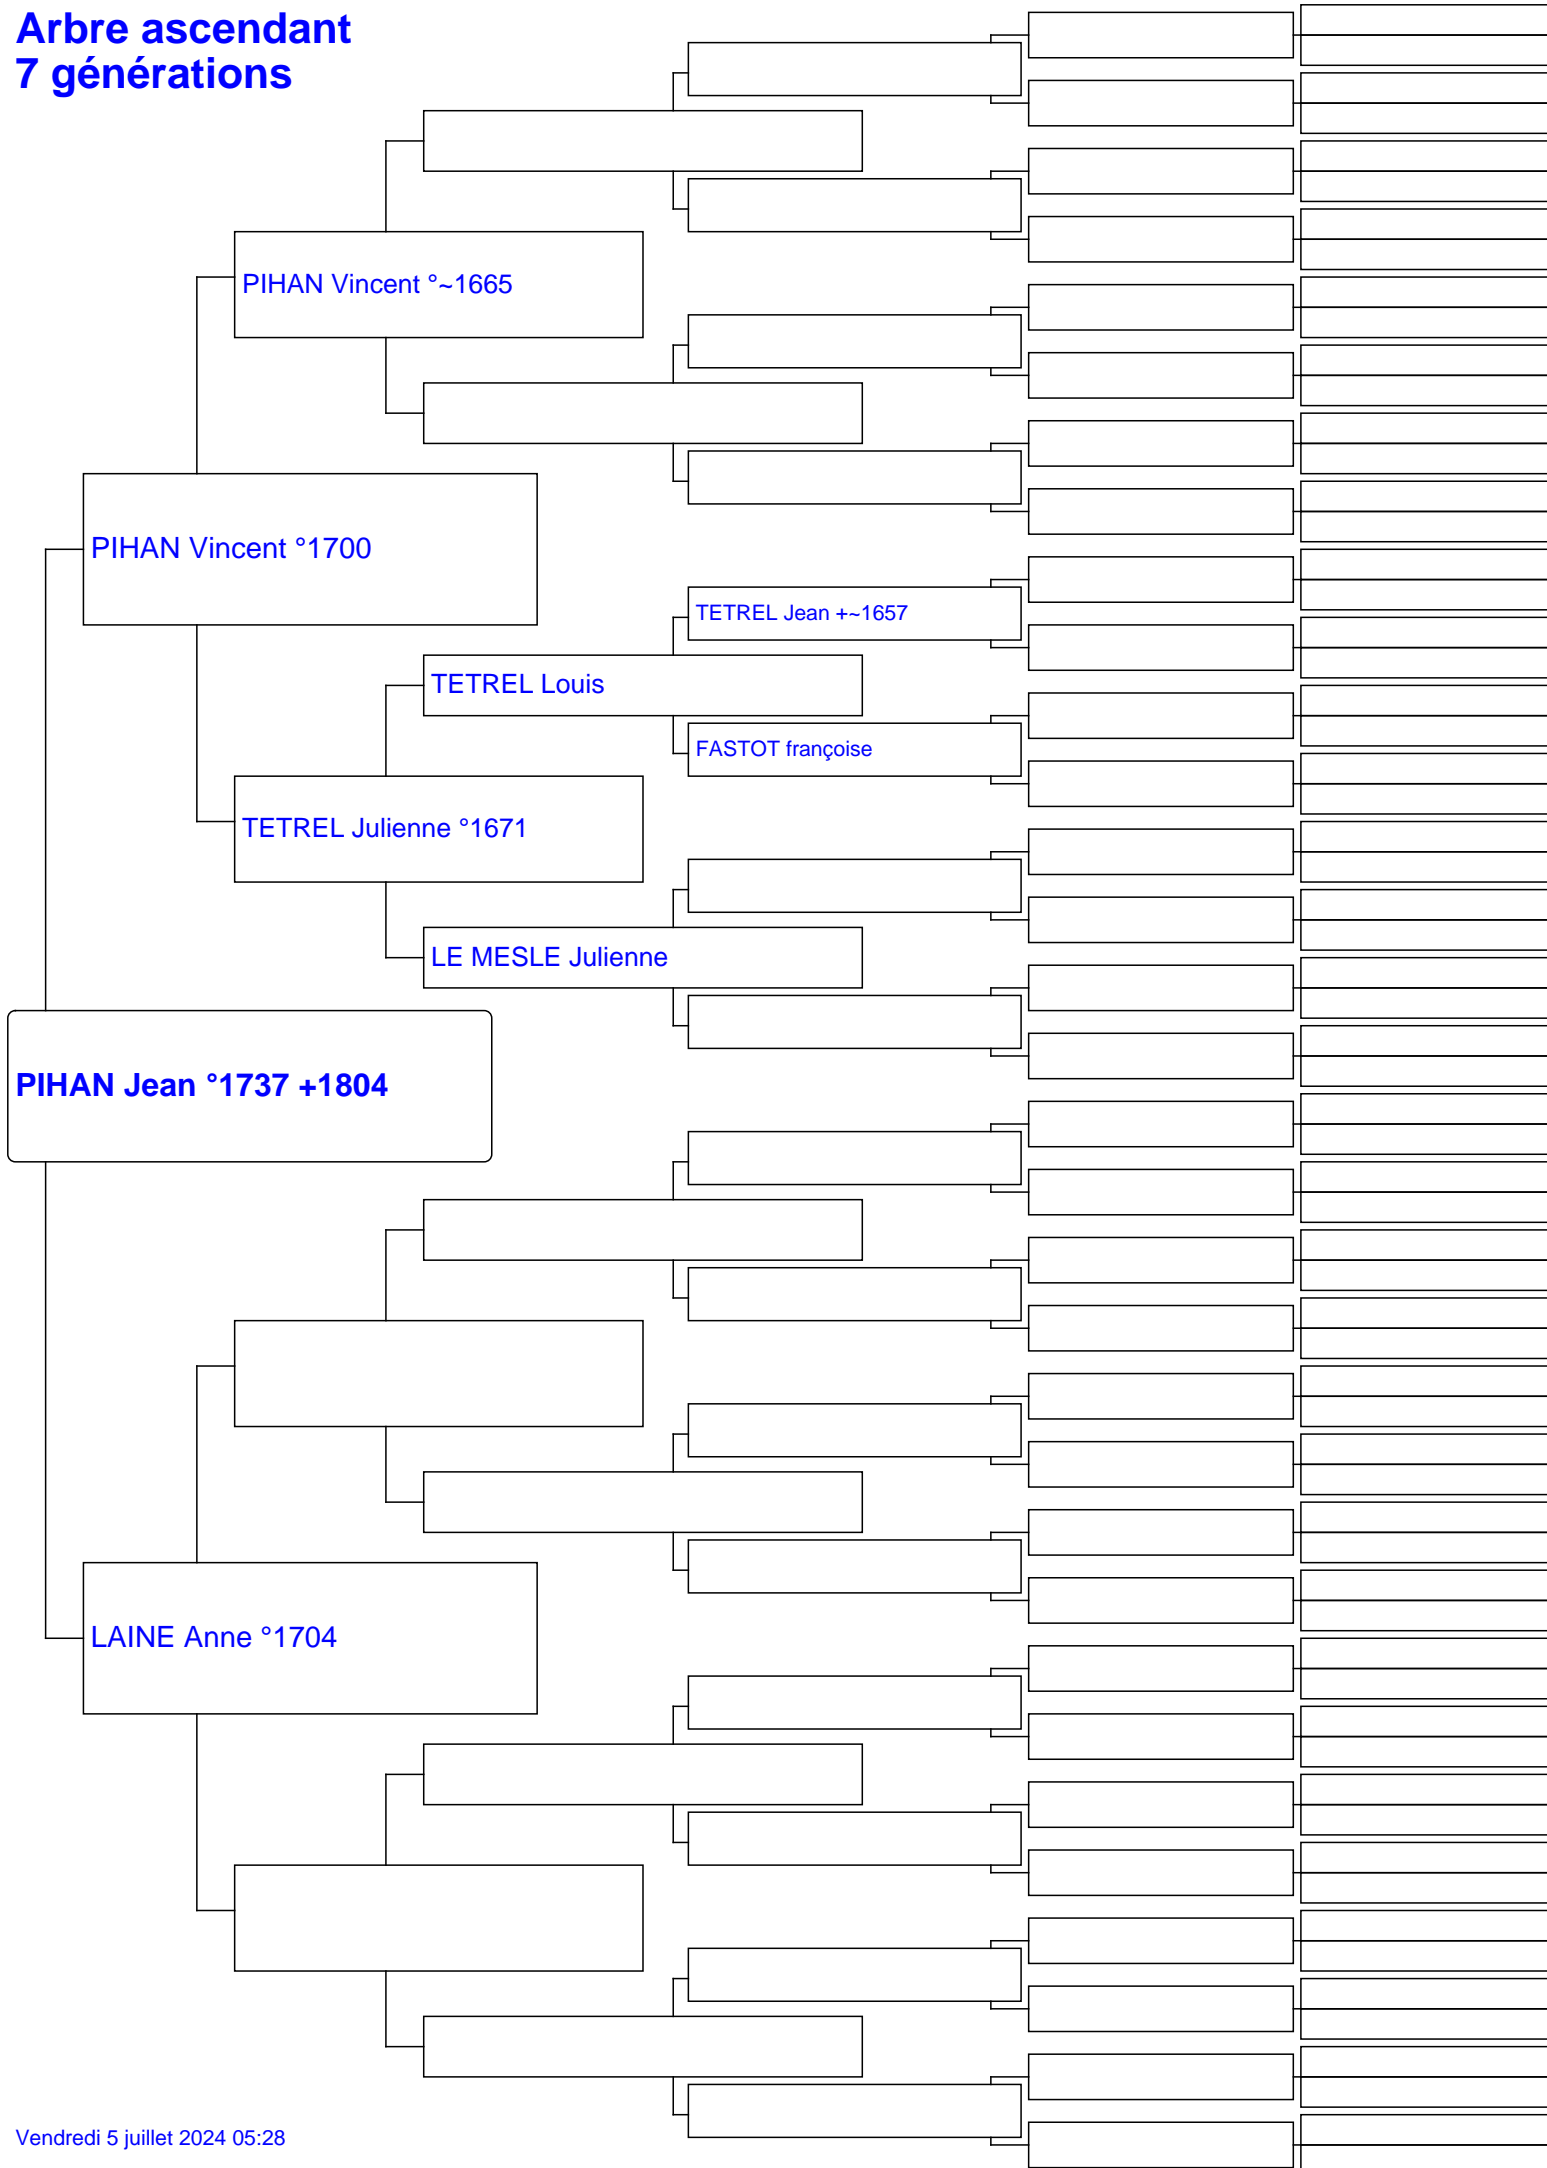 Arbre ascendant
7 générations
PIHAN Vincent °~1665
PIHAN Vincent °1700
TETREL Jean +~1657
TETREL Louis
FASTOT françoise
TETREL Julienne °1671
LE MESLE Julienne
PIHAN Jean °1737 +1804
LAINE Anne °1704
Vendredi 5 juillet 2024 05:28